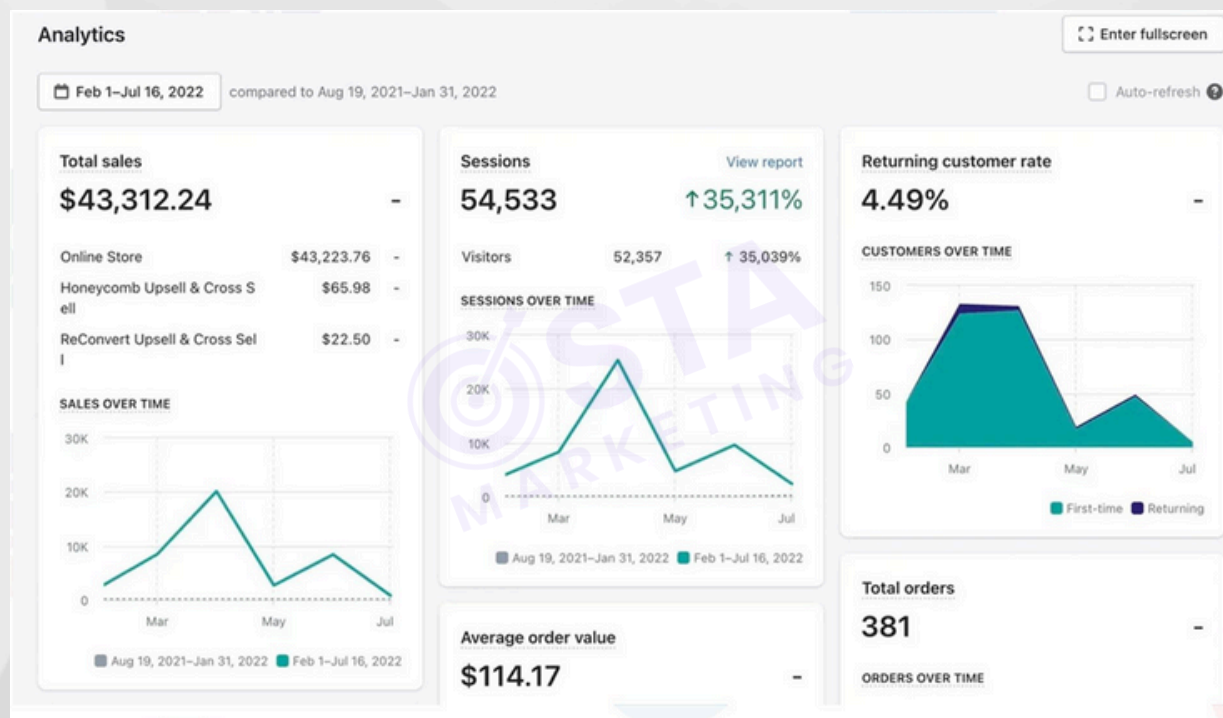 Analytics
Enter fullscreen
Feb 1–Jul 16, 2022 compared to Aug 19, 2021–Jan 31, 2022
Auto-refresh ?
Total sales
$43,312.24 -
Online Store $43,223.76 -
Honeycomb Upsell & Cross S $65.98 -
ell
ReConvert Upsell & Cross Sel $22.50 -
l
SALES OVER TIME
30K
20K
10K
0
Mar May Jul
Aug 19, 2021–Jan 31, 2022 Feb 1–Jul 16, 2022
Sessions View report
54,533 ↑35,311%
Visitors 52,357 ↑ 35,039%
SESSIONS OVER TIME
30K
20K
10K
0
Mar May Jul
Aug 19, 2021–Jan 31, 2022 Feb 1–Jul 16, 2022
Average order value
$114.17 -
Returning customer rate
4.49% -
CUSTOMERS OVER TIME
150
100
50
0
Mar May Jul
First-time Returning
Total orders
381 -
ORDERS OVER TIME
STA
MARKETING